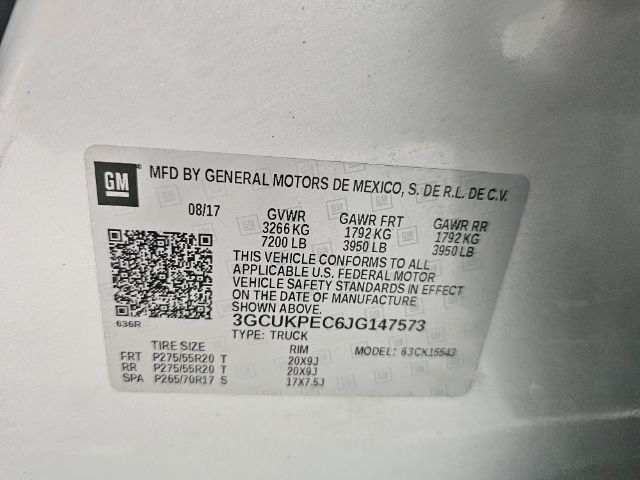 GM
MFD BY GENERAL MOTORS DE MEXICO, S. DE R.L. DE C.V.
08/17 GVWR GAWR FRT GAWR RR
3266 KG 1792 KG 1792 KG
7200 LB 3950 LB 3950 LB
THIS VEHICLE CONFORMS TO ALL
APPLICABLE U.S. FEDERAL MOTOR
VEHICLE SAFETY STANDARDS IN EFFECT
ON THE DATE OF MANUFACTURE
SHOWN ABOVE.
636R
3GCUKPEC6JG147573
TYPE: TRUCK
TIRE SIZE RIM MODEL: 63CK15543
FRT P275/55R20 T 20X9J
RR P275/55R20 T 20X9J
SPA P265/70R17 S 17X7.5J